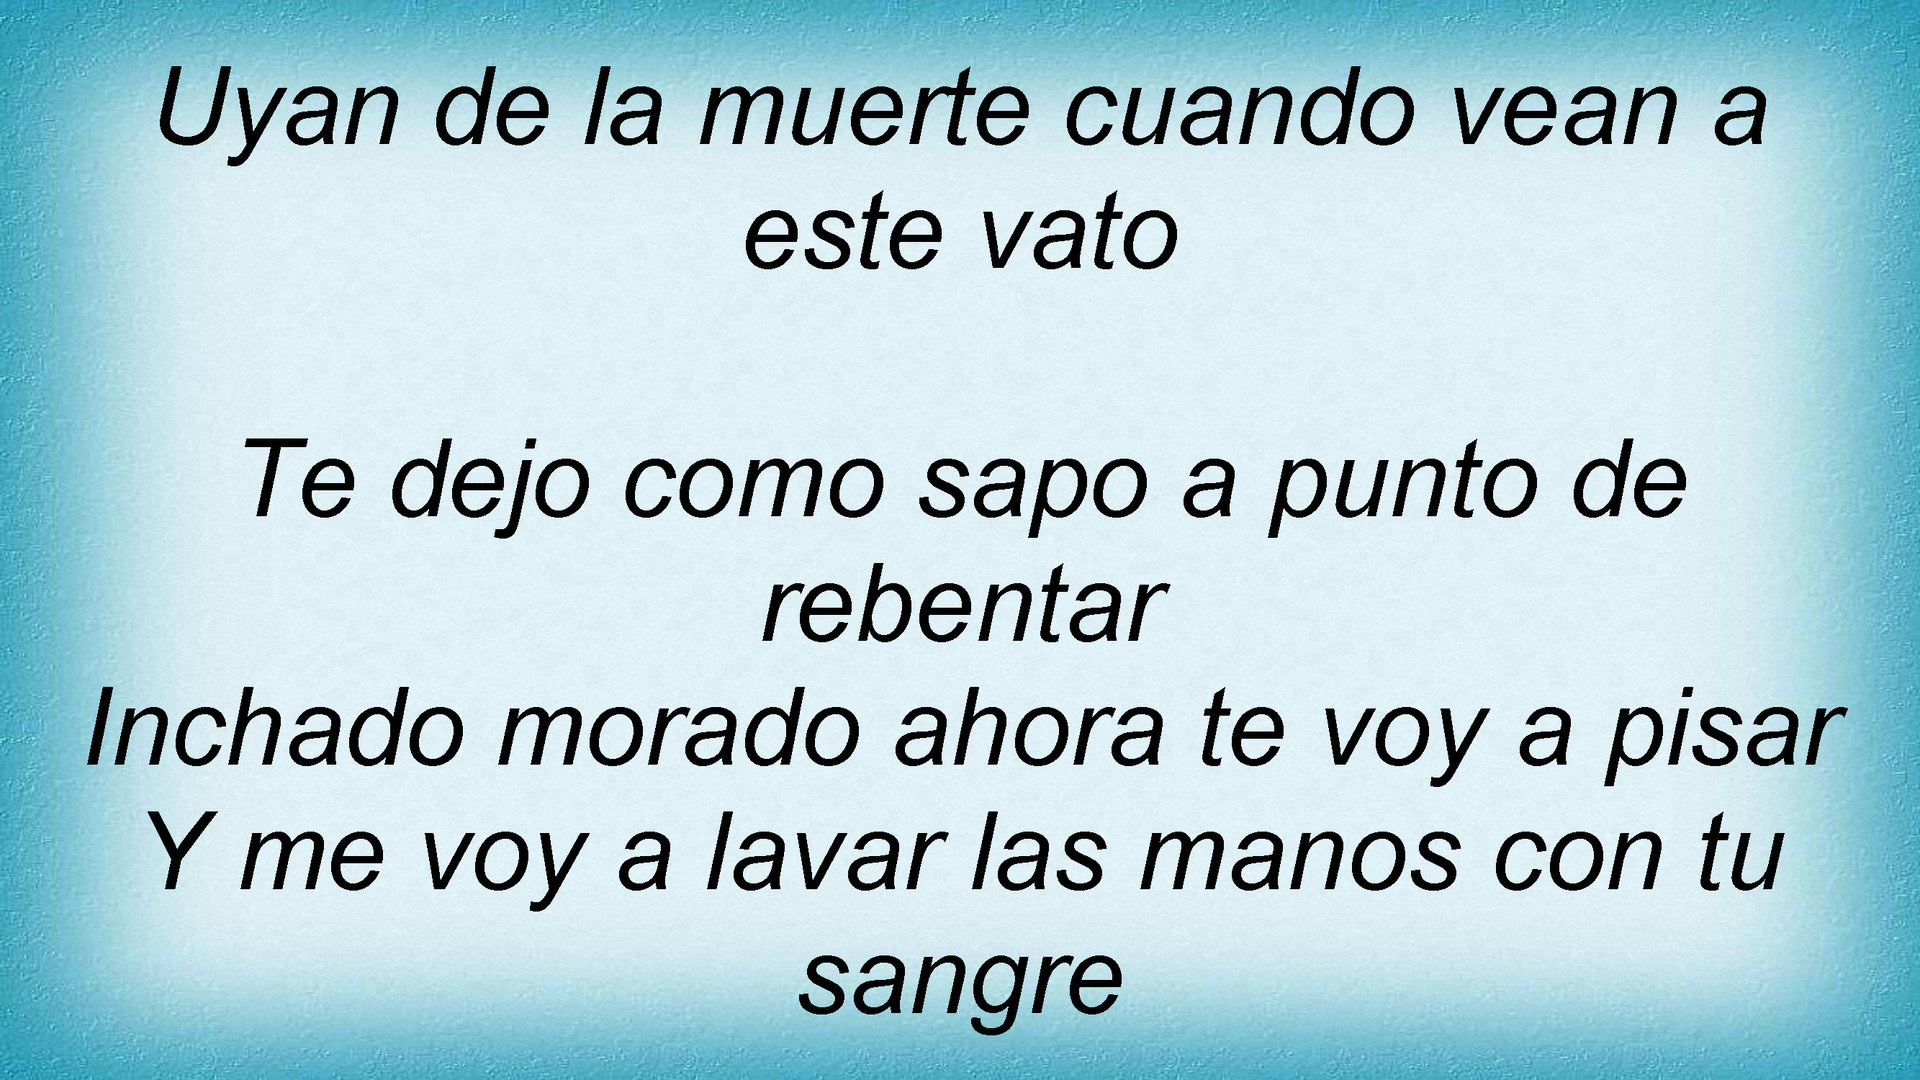 Uyan de la muerte cuando vean a
este vato
Te dejo como sapo a punto de
rebentar
Inchado morado ahora te voy a pisar
Y me voy a lavar las manos con tu
sangre